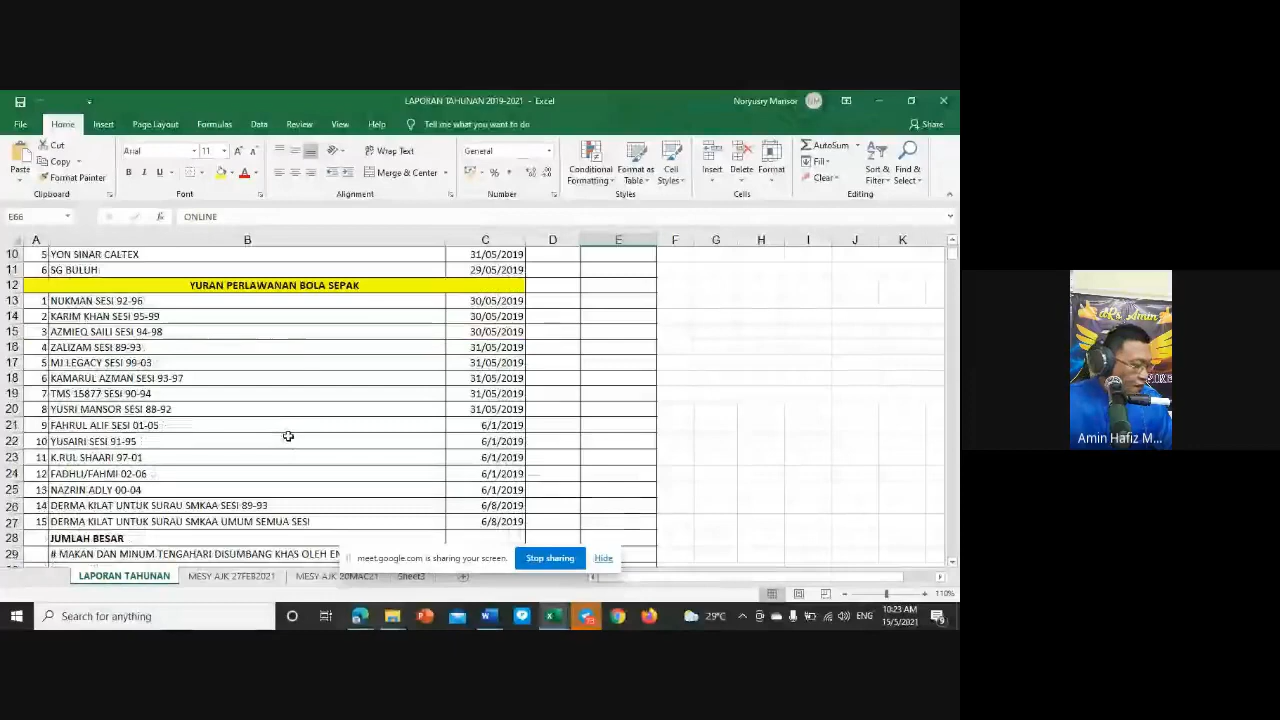 LAPORAN TAHUNAN 2019-2021 - Excel
Noryusry Mansor NM
File Home Insert Page Layout Formulas Data Review View Help Tell me what you want to do Share
Cut
Copy
Format Painter
Paste
Arial 11
Wrap Text
Merge & Center
General
Conditional Formatting
Format as Table
Cell Styles
Insert Delete Format
AutoSum
Fill
Clear
Sort & Filter
Find & Select
Clipboard Font Alignment Number Styles Cells Editing
E66 ONLINE
A B C D E F G H I J K
10 5 YON SINAR CALTEX 31/05/2019
11 6 SG BULUH 29/05/2019
12 YURAN PERLAWANAN BOLA SEPAK
13 1 NUKMAN SESI 92-96 30/05/2019
14 2 KARIM KHAN SESI 95-99 30/05/2019
15 3 AZMIEQ SAILI SESI 94-98 30/05/2019
16 4 ZALIZAM SESI 89-93 31/05/2019
17 5 MJ LEGACY SESI 99-03 31/05/2019
18 6 KAMARUL AZMAN SESI 93-97 31/05/2019
19 7 TMS 15877 SESI 90-94 31/05/2019
20 8 YUSRI MANSOR SESI 88-92 31/05/2019
21 9 FAHRUL ALIF SESI 01-05 6/1/2019
22 10 YUSAIRI SESI 91-95 6/1/2019
23 11 K.RUL SHAARI 97-01 6/1/2019
24 12 FADHLI/FAHMI 02-06 6/1/2019
25 13 NAZRIN ADLY 00-04 6/1/2019
26 14 DERMA KILAT UNTUK SURAU SMKAA SESI 89-93 6/8/2019
27 15 DERMA KILAT UNTUK SURAU SMKAA UMUM SEMUA SESI 6/8/2019
28 JUMLAH BESAR
29 # MAKAN DAN MINUM TENGAHARI DISUMBANG KHAS OLEH
meet.google.com is sharing your screen. Stop sharing Hide
LAPORAN TAHUNAN MESY AJK 27FEB2021 MESY AJK 20MAC21 Sheet3
110%
Search for anything
29°C ENG
10:23 AM
15/5/2021
Amin Hafiz M...